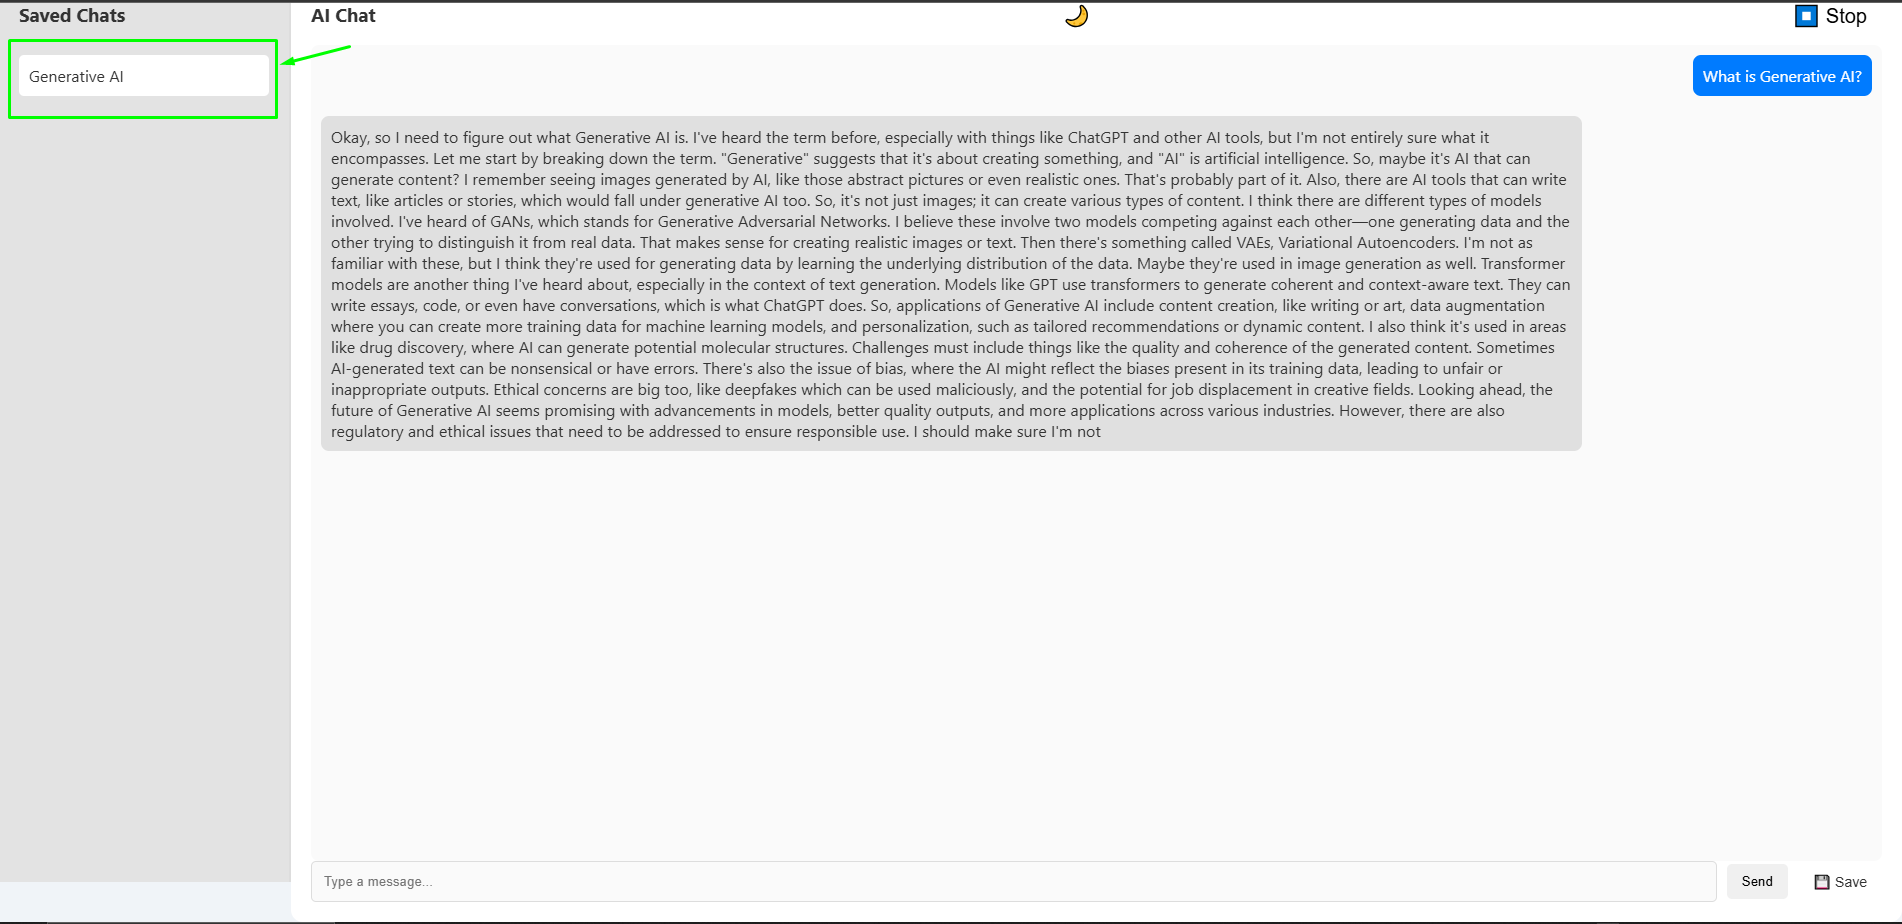 Saved Chats
Generative AI
AI Chat
Stop
What is Generative AI?
Okay, so I need to figure out what Generative AI is. I've heard the term before, especially with things like ChatGPT and other AI tools, but I'm not entirely sure what it
encompasses. Let me start by breaking down the term. "Generative" suggests that it's about creating something, and "AI" is artificial intelligence. So, maybe it's AI that can
generate content? I remember seeing images generated by AI, like those abstract pictures or even realistic ones. That's probably part of it. Also, there are AI tools that can write
text, like articles or stories, which would fall under generative AI too. So, it's not just images; it can create various types of content. I think there are different types of models
involved. I've heard of GANs, which stands for Generative Adversarial Networks. I believe these involve two models competing against each other—one generating data and the
other trying to distinguish it from real data. That makes sense for creating realistic images or text. Then there's something called VAEs, Variational Autoencoders. I'm not as
familiar with these, but I think they're used for generating data by learning the underlying distribution of the data. Maybe they're used in image generation as well. Transformer
models are another thing I've heard about, especially in the context of text generation. Models like GPT use transformers to generate coherent and context-aware text. They can
write essays, code, or even have conversations, which is what ChatGPT does. So, applications of Generative AI include content creation, like writing or art, data augmentation
where you can create more training data for machine learning models, and personalization, such as tailored recommendations or dynamic content. I also think it's used in areas
like drug discovery, where AI can generate potential molecular structures. Challenges must include things like the quality and coherence of the generated content. Sometimes
AI-generated text can be nonsensical or have errors. There's also the issue of bias, where the AI might reflect the biases present in its training data, leading to unfair or
inappropriate outputs. Ethical concerns are big too, like deepfakes which can be used maliciously, and the potential for job displacement in creative fields. Looking ahead, the
future of Generative AI seems promising with advancements in models, better quality outputs, and more applications across various industries. However, there are also
regulatory and ethical issues that need to be addressed to ensure responsible use. I should make sure I'm not
Type a message...
Send
Save